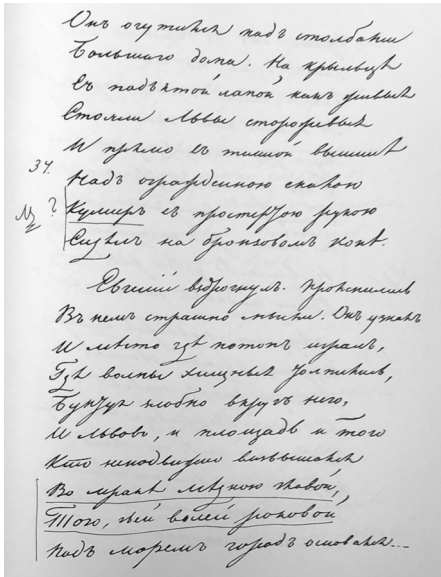 Онъ очутился подъ столбами
Большаго дома. На крыльцѣ
Съ подъятой лапой какъ живые
Стояли Львы сторожевые
И прямо въ темной вышинѣ
34.
Надъ огражденною скалою
?
Кумиръ съ простертою рукою
Сидѣлъ на бронзовомъ конѣ.
Евгеній вздрогнулъ. Прояснились
Въ немъ страшно мысли. Онъ узналъ
И мѣсто гдѣ потопъ игралъ,
Гдѣ волны хищныя толпились,
Бунтуя злобно вкругъ него,
И львовъ, и площадь и того
Кто неподвижно возвышался
Во мракѣ мѣдною главой,
Того, чьей волей роковой
Надъ моремъ городъ основался...